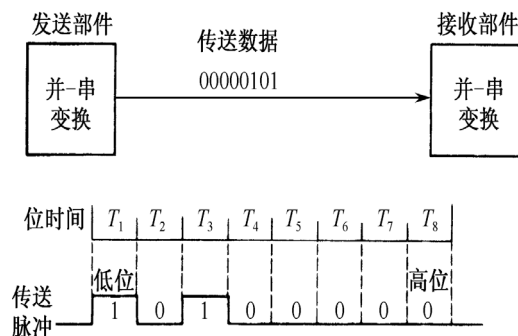 发送部件
接收部件
传送数据
00000101
并-串
变换
并-串
变换
位时间 T₁ T₂ T₃ T₄ T₅ T₆ T₇ T₈
低位 高位
传送
脉冲
1 0 1 0 0 0 0 0